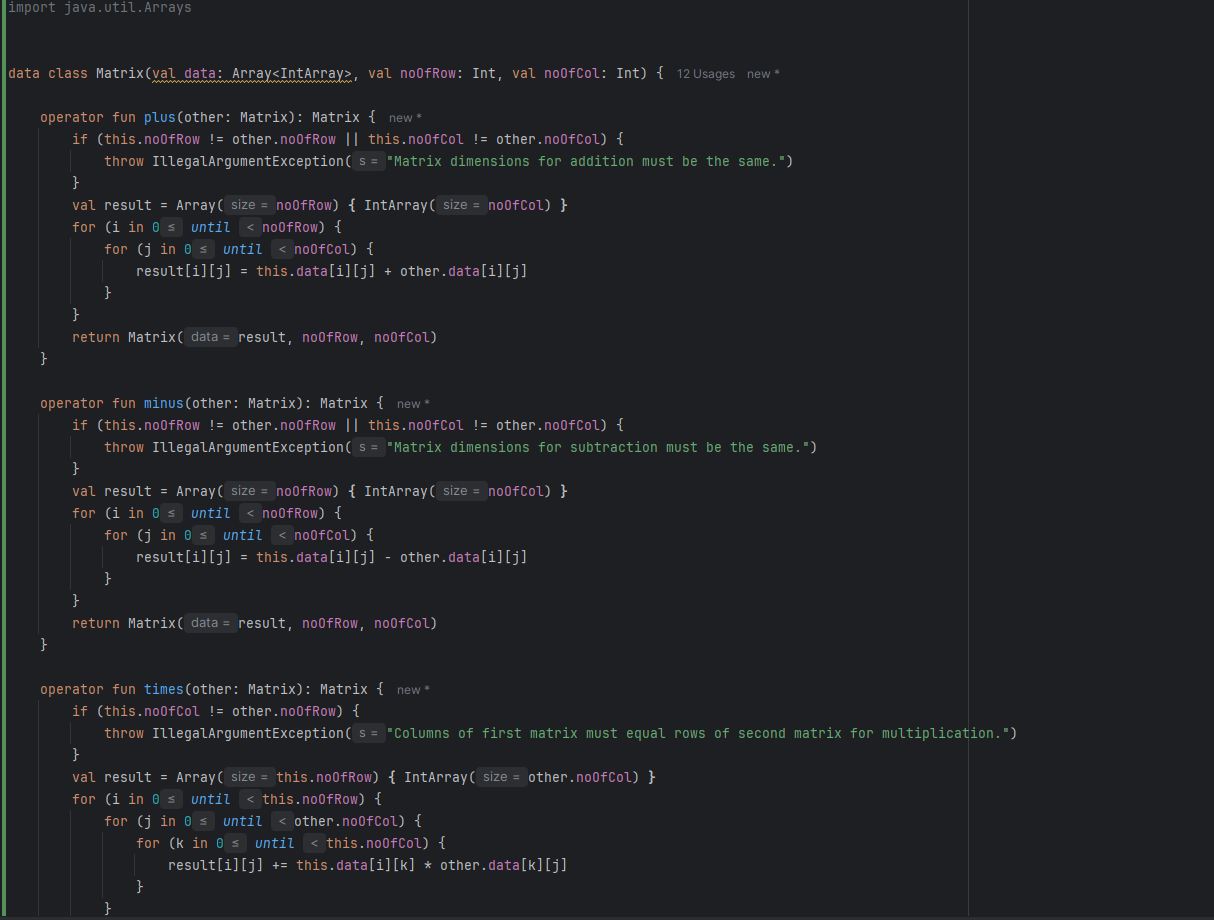 import java.util.Arrays
data class Matrix(val data: Array<IntArray>, val noOfRow: Int, val noOfCol: Int) { 12 Usages new *
operator fun plus(other: Matrix): Matrix { new *
if (this.noOfRow != other.noOfRow || this.noOfCol != other.noOfCol) {
throw IllegalArgumentException( s = "Matrix dimensions for addition must be the same.")
}
val result = Array( size = noOfRow) { IntArray( size = noOfCol) }
for (i in 0 ≤ until < noOfRow) {
for (j in 0 ≤ until < noOfCol) {
result[i][j] = this.data[i][j] + other.data[i][j]
}
}
return Matrix( data = result, noOfRow, noOfCol)
}
operator fun minus(other: Matrix): Matrix { new *
if (this.noOfRow != other.noOfRow || this.noOfCol != other.noOfCol) {
throw IllegalArgumentException( s = "Matrix dimensions for subtraction must be the same.")
}
val result = Array( size = noOfRow) { IntArray( size = noOfCol) }
for (i in 0 ≤ until < noOfRow) {
for (j in 0 ≤ until < noOfCol) {
result[i][j] = this.data[i][j] - other.data[i][j]
}
}
return Matrix( data = result, noOfRow, noOfCol)
}
operator fun times(other: Matrix): Matrix { new *
if (this.noOfCol != other.noOfRow) {
throw IllegalArgumentException( s = "Columns of first matrix must equal rows of second matrix for multiplication.")
}
val result = Array( size = this.noOfRow) { IntArray( size = other.noOfCol) }
for (i in 0 ≤ until < this.noOfRow) {
for (j in 0 ≤ until < other.noOfCol) {
for (k in 0 ≤ until < this.noOfCol) {
result[i][j] += this.data[i][k] * other.data[k][j]
}
}